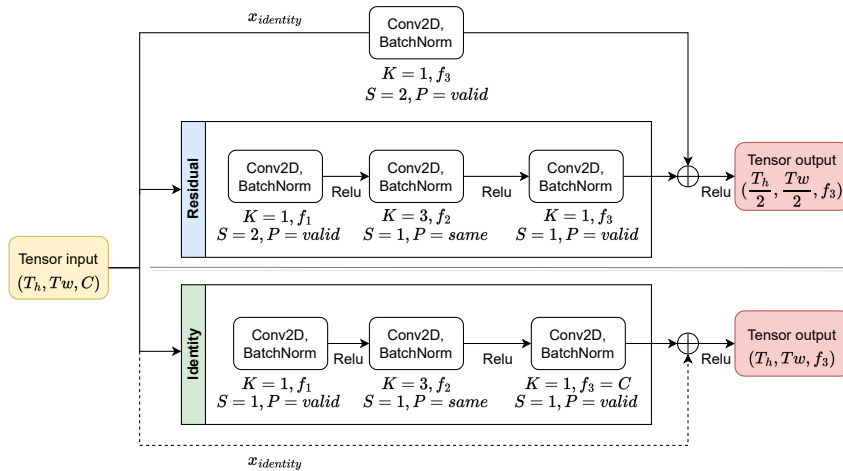 x_identity
Conv2D,
BatchNorm
K = 1, f_3
S = 2, P = valid
Residual
Conv2D,
BatchNorm
Relu
Conv2D,
BatchNorm
Relu
Conv2D,
BatchNorm
Relu
K = 1, f_1
S = 2, P = valid
K = 3, f_2
S = 1, P = same
K = 1, f_3
S = 1, P = valid
Tensor output
(T_h/2, Tw/2, f_3)
Tensor input
(T_h, Tw, C)
Identity
Conv2D,
BatchNorm
Relu
Conv2D,
BatchNorm
Relu
Conv2D,
BatchNorm
Relu
K = 1, f_1
S = 1, P = valid
K = 3, f_2
S = 1, P = same
K = 1, f_3 = C
S = 1, P = valid
Tensor output
(T_h, Tw, f_3)
x_identity